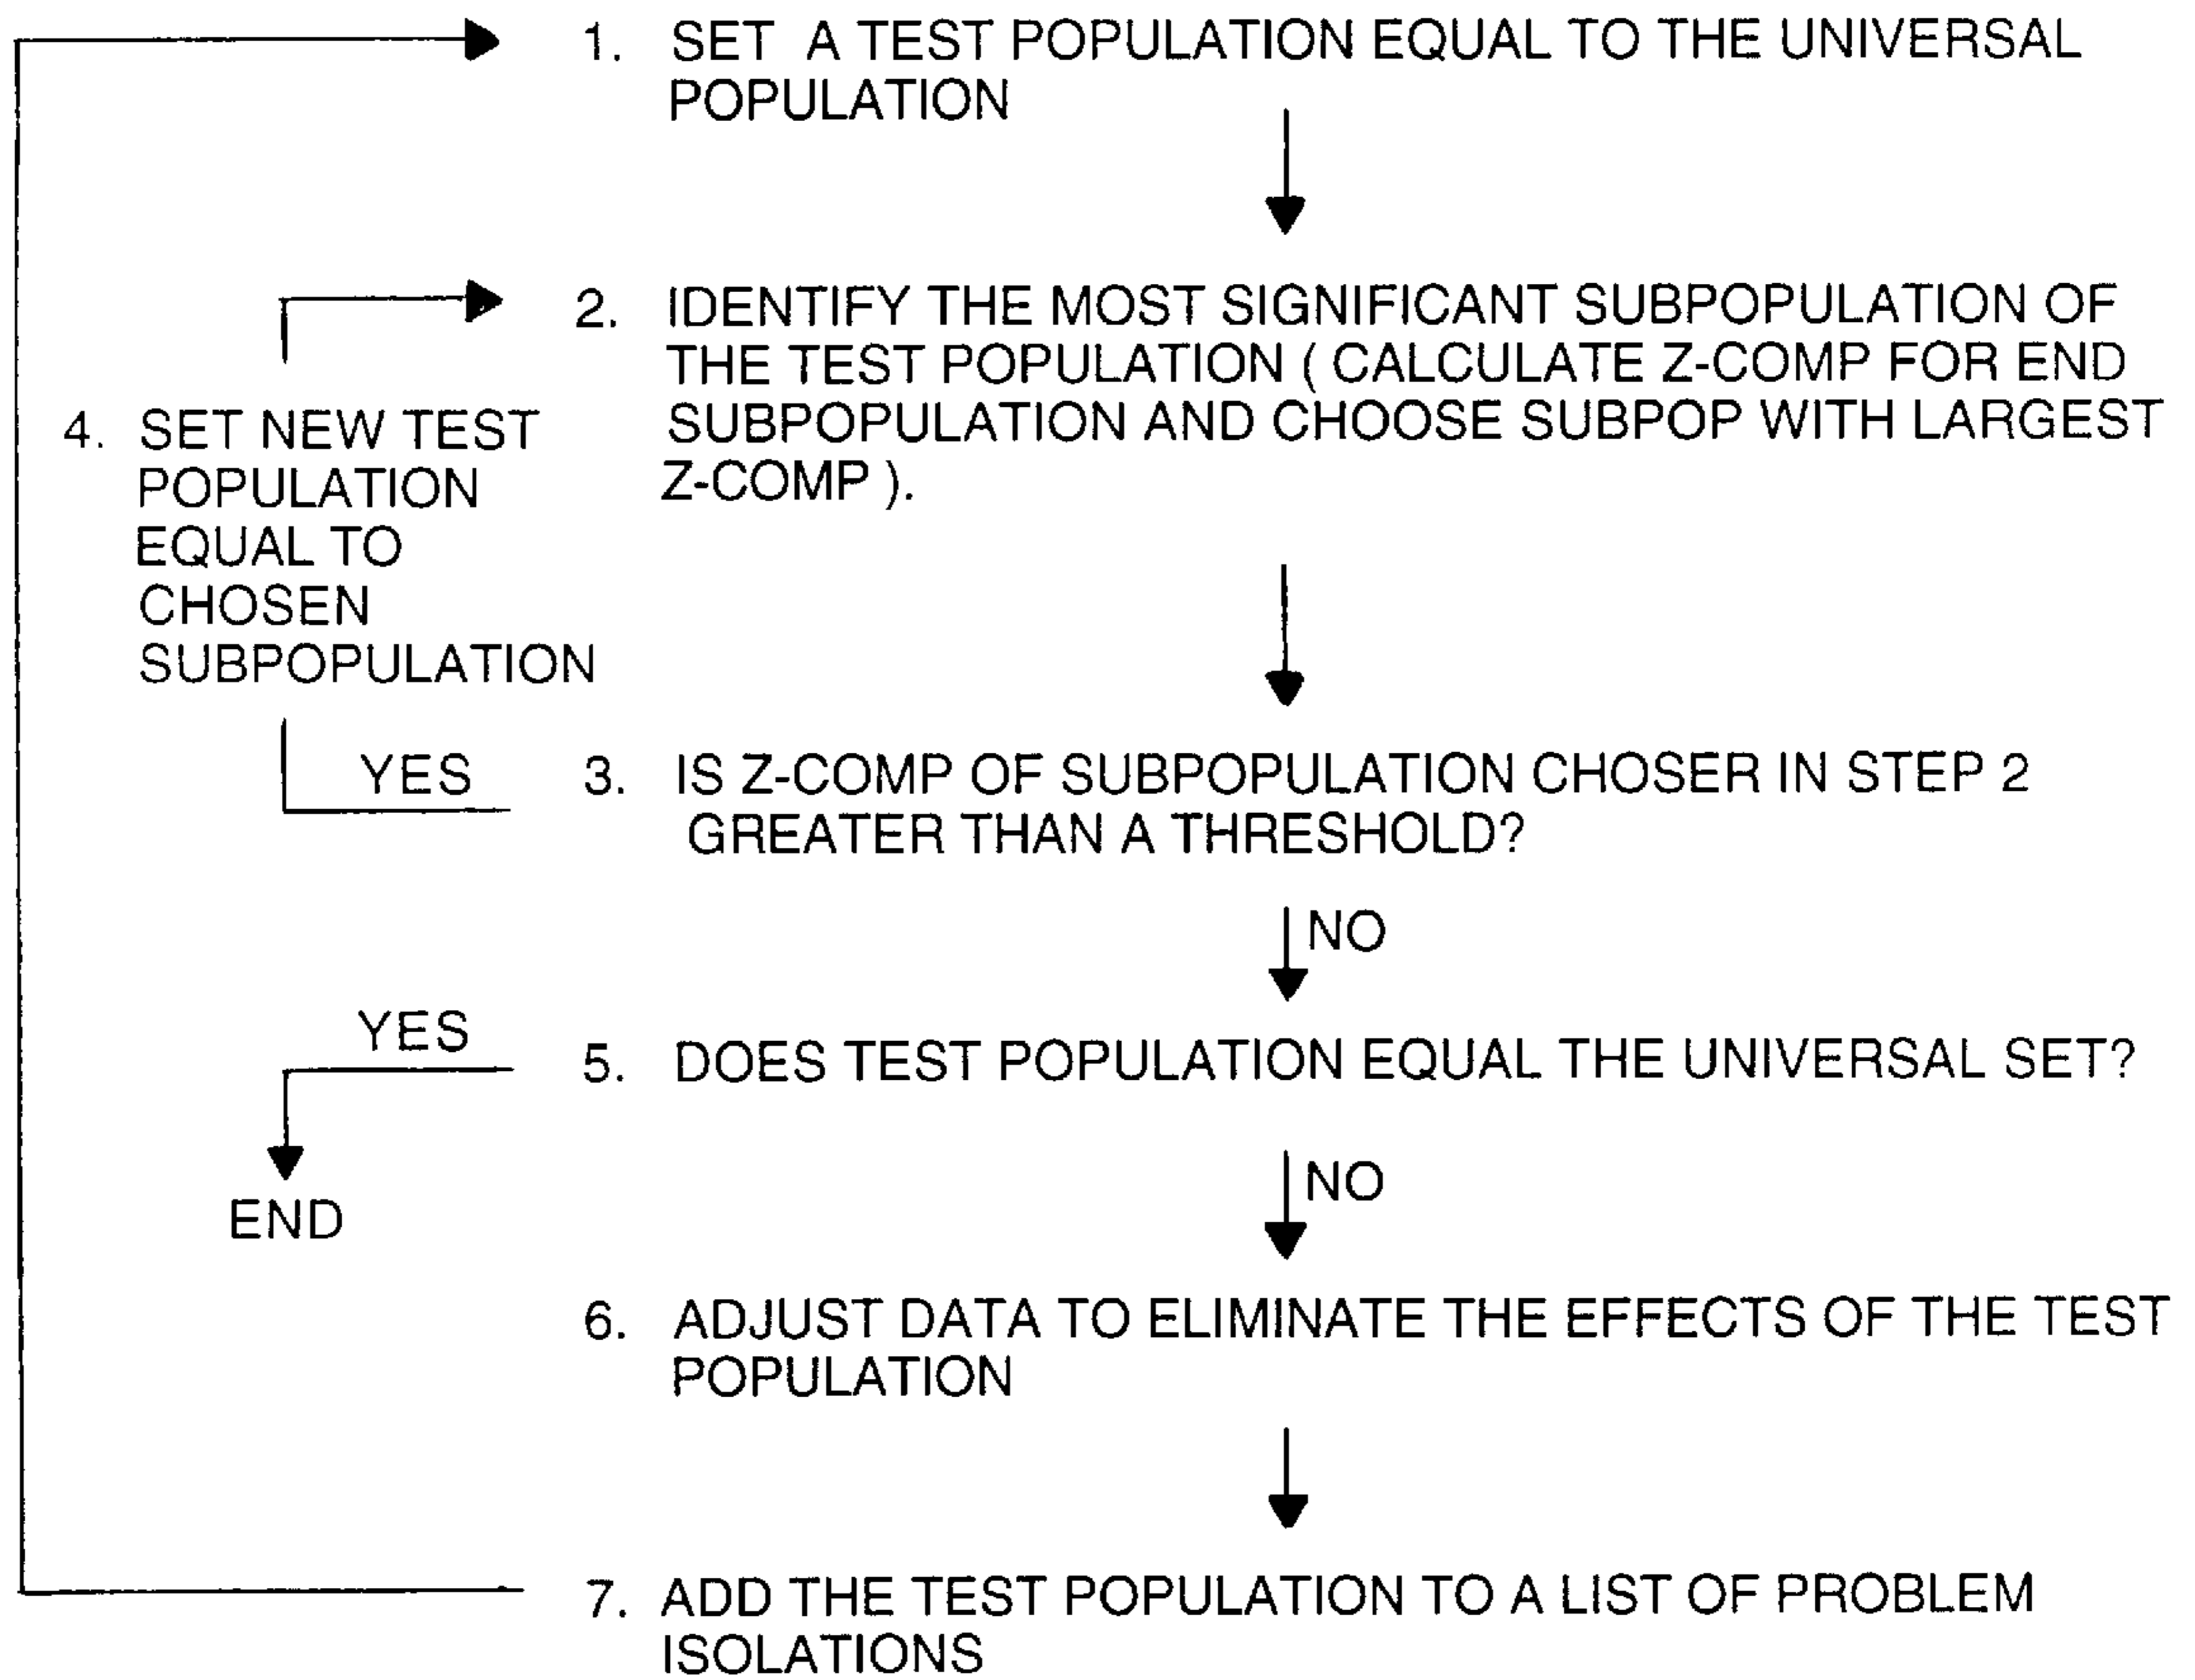 1. SET A TEST POPULATION EQUAL TO THE UNIVERSAL
POPULATION
2. IDENTIFY THE MOST SIGNIFICANT SUBPOPULATION OF
THE TEST POPULATION ( CALCULATE Z-COMP FOR END
SUBPOPULATION AND CHOOSE SUBPOP WITH LARGEST
Z-COMP ).
4. SET NEW TEST
POPULATION
EQUAL TO
CHOSEN
SUBPOPULATION
YES
3. IS Z-COMP OF SUBPOPULATION CHOSER IN STEP 2
GREATER THAN A THRESHOLD?
NO
YES
5. DOES TEST POPULATION EQUAL THE UNIVERSAL SET?
END
NO
6. ADJUST DATA TO ELIMINATE THE EFFECTS OF THE TEST
POPULATION
7. ADD THE TEST POPULATION TO A LIST OF PROBLEM
ISOLATIONS